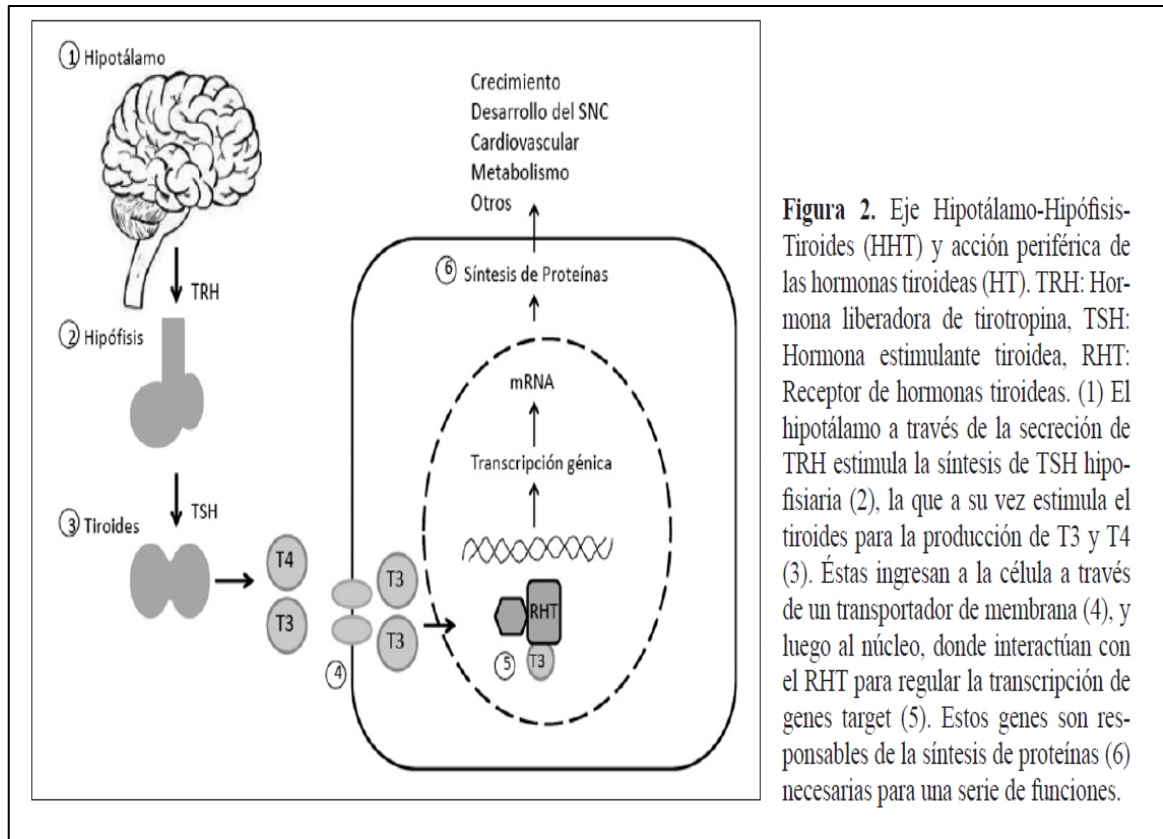 ① Hipotálamo
TRH
② Hipófisis
TSH
③ Tiroides
T4
T3
④
T3
T3
Crecimiento
Desarrollo del SNC
Cardiovascular
Metabolismo
Otros
⑥ Síntesis de Proteínas
mRNA
Transcripción génica
RHT
⑤
T3
Figura 2. Eje Hipotálamo-Hipófisis-
Tiroides (HHT) y acción periférica de
las hormonas tiroideas (HT). TRH: Hor-
mona liberadora de tirotropina, TSH:
Hormona estimulante tiroidea, RHT:
Receptor de hormonas tiroideas. (1) El
hipotálamo a través de la secreción de
TRH estimula la síntesis de TSH hipo-
fisiaria (2), la que a su vez estimula el
tiroides para la producción de T3 y T4
(3). Éstas ingresan a la célula a través
de un transportador de membrana (4), y
luego al núcleo, donde interactúan con
el RHT para regular la transcripción de
genes target (5). Estos genes son res-
ponsables de la síntesis de proteínas (6)
necesarias para una serie de funciones.